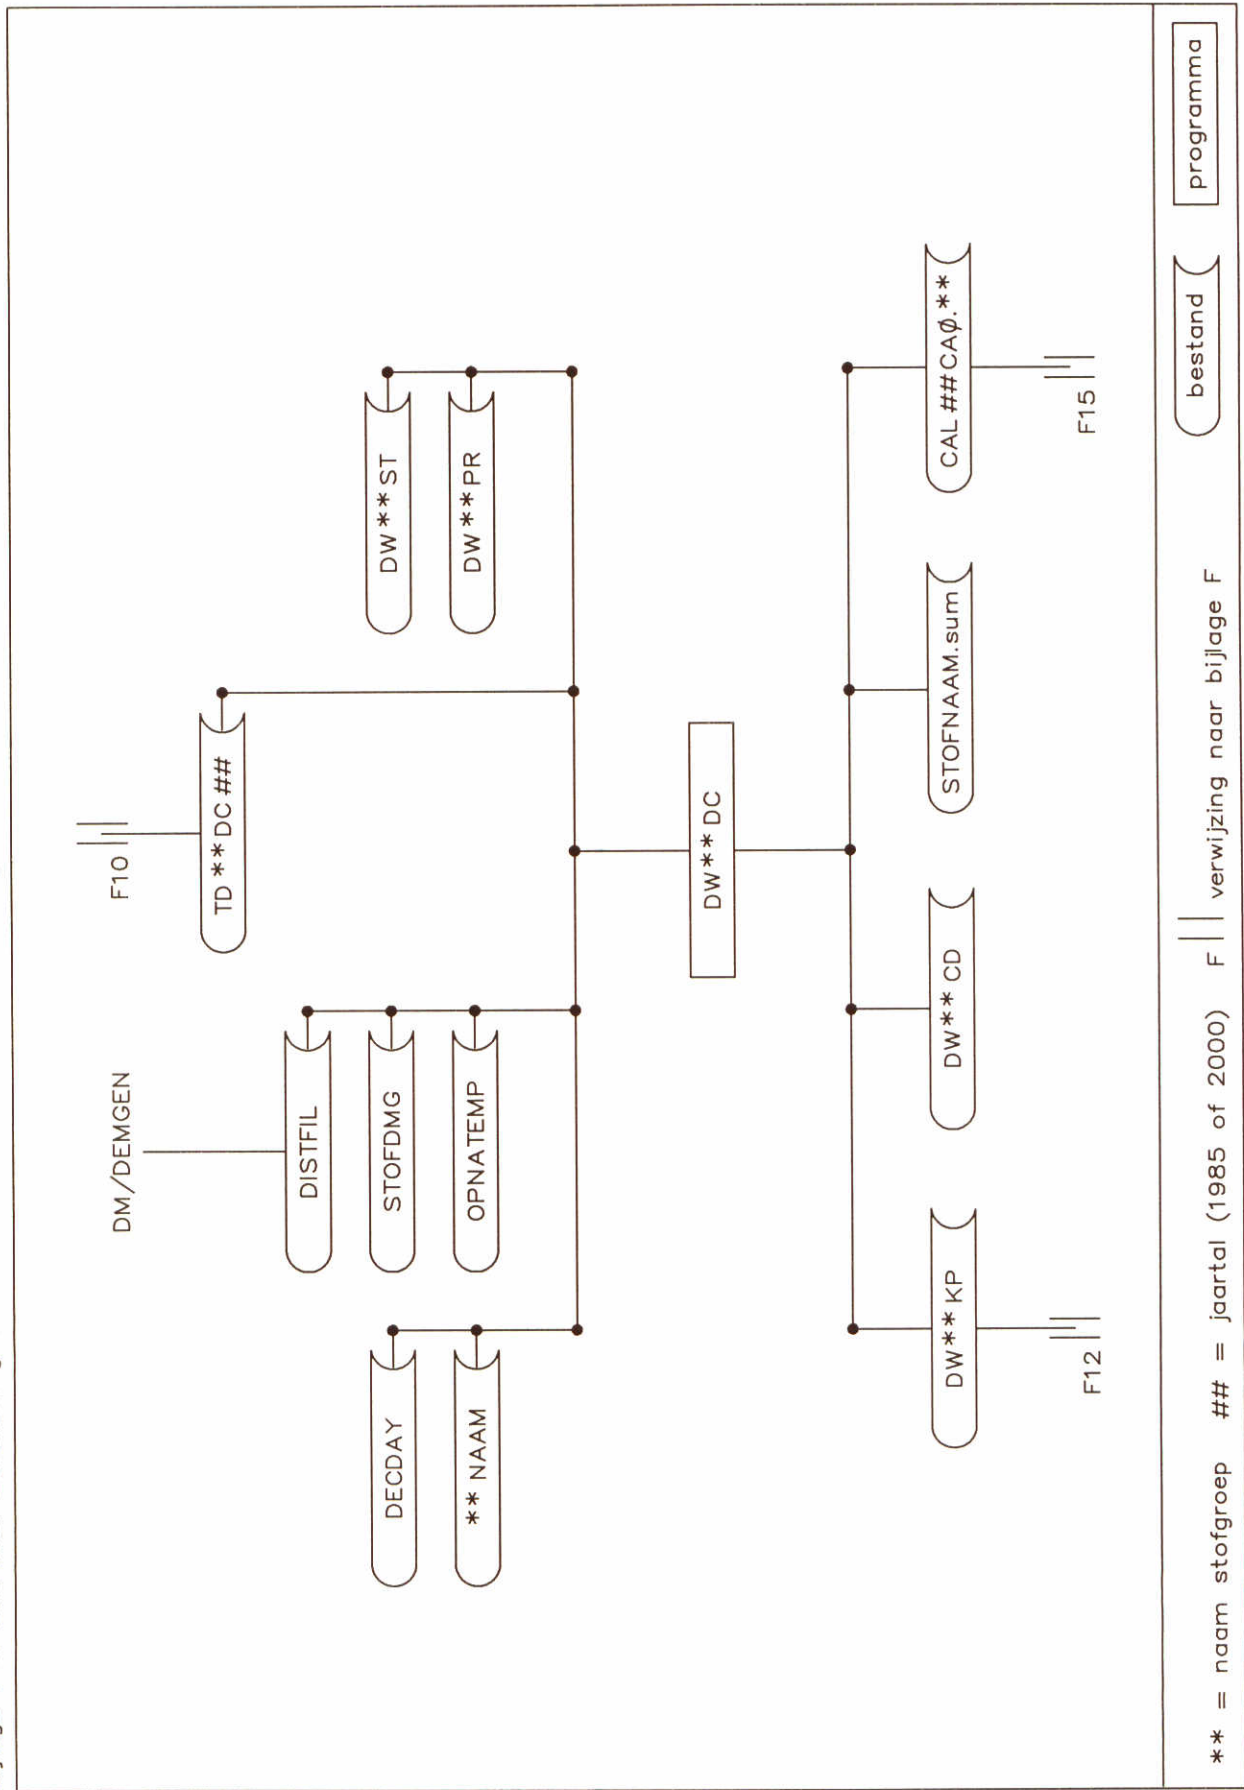 DM/DEMGEN
F10
DISTFIL
TD**DC##
DECDAY
STOFDMG
DW**ST
**NAAM
OPNATEMP
DW**PR
DW**DC
DW**KP
DW**CD
STOFNAAM.sum
CAL##CAØ.**
F12
F15
** = naam stofgroep ## = jaartal (1985 of 2000) F verwijzing naar bijlage F bestand programma